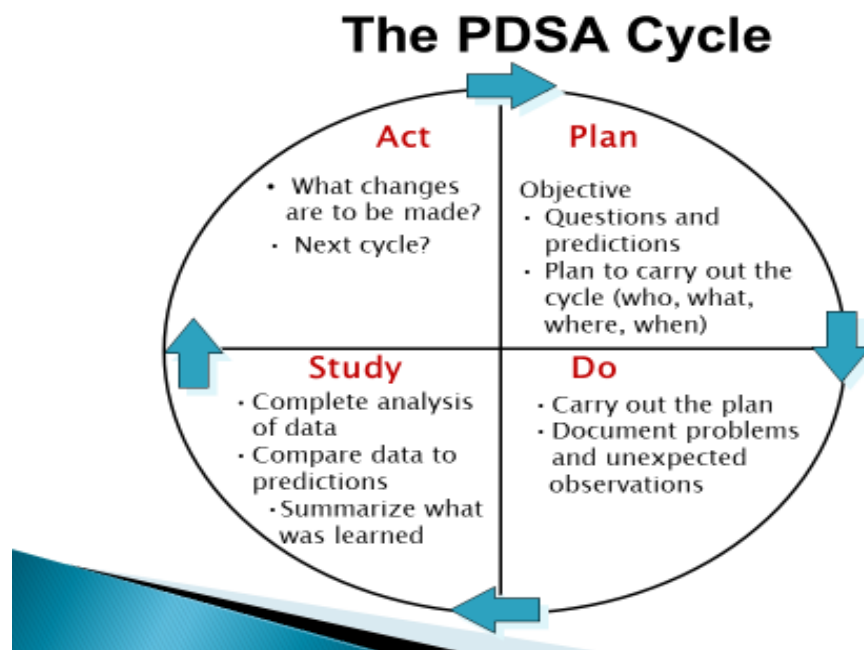 The PDSA Cycle
Act
• What changes
are to be made?
• Next cycle?
Plan
Objective
• Questions and
predictions
• Plan to carry out the
cycle (who, what,
where, when)
Study
• Complete analysis
of data
• Compare data to
predictions
• Summarize what
was learned
Do
• Carry out the plan
• Document problems
and unexpected
observations